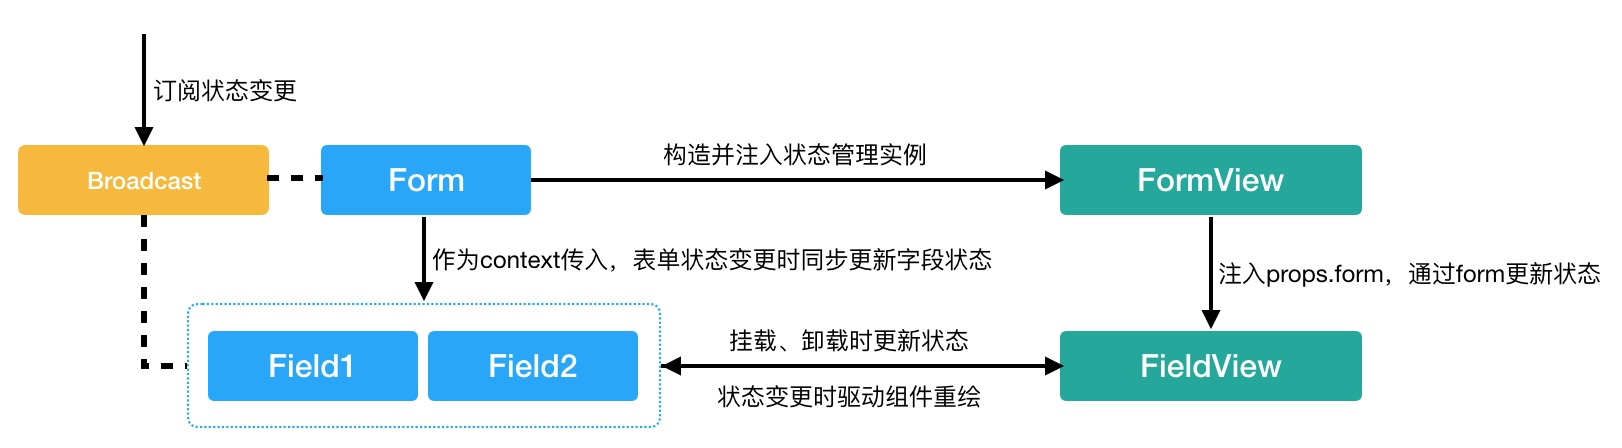 订阅状态变更
Broadcast
Form
构造并注入状态管理实例
FormView
作为context传入，表单状态变更时同步更新字段状态
注入props.form，通过form更新状态
Field1
Field2
挂载、卸载时更新状态
状态变更时驱动组件重绘
FieldView